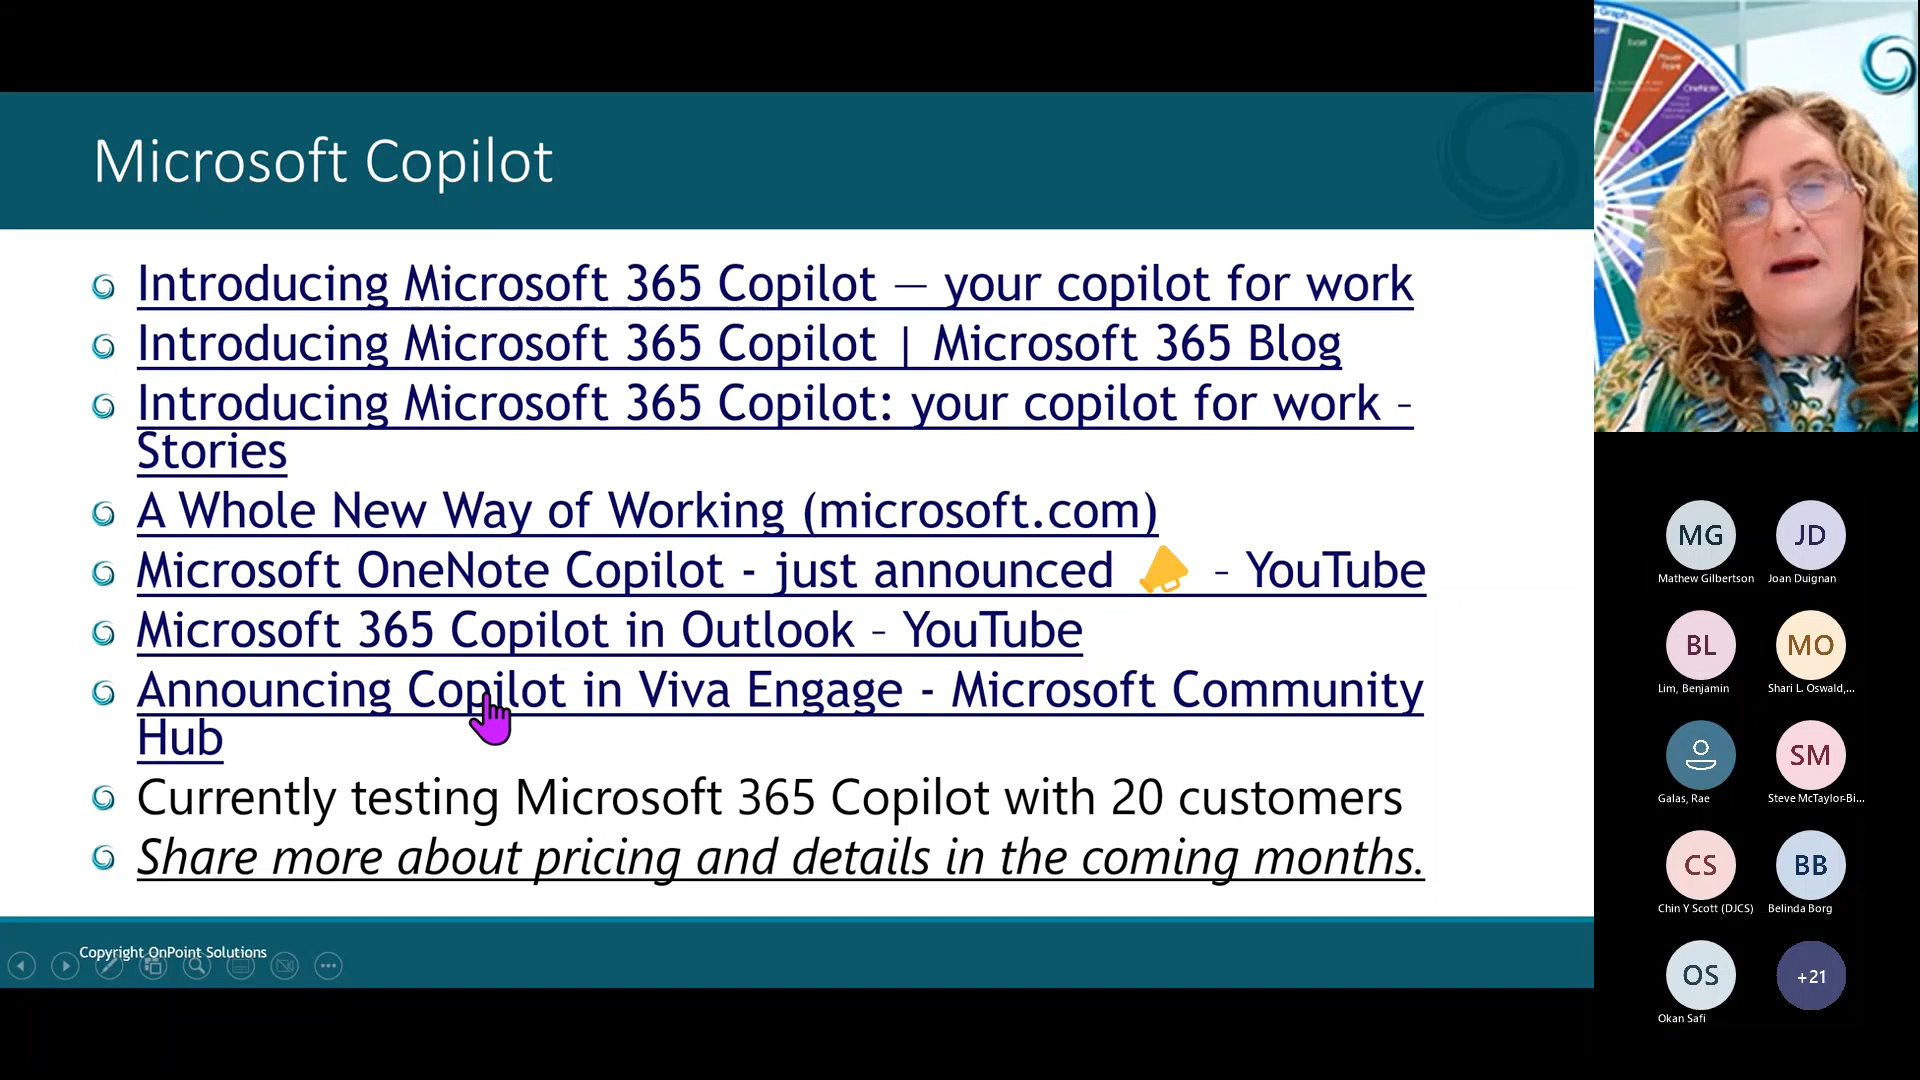 Microsoft Copilot
Introducing Microsoft 365 Copilot — your copilot for work
Introducing Microsoft 365 Copilot | Microsoft 365 Blog
Introducing Microsoft 365 Copilot: your copilot for work –
Stories
A Whole New Way of Working (microsoft.com)
Microsoft OneNote Copilot - just announced 📣 – YouTube
Microsoft 365 Copilot in Outlook – YouTube
Announcing Copilot in Viva Engage - Microsoft Community
Hub
Currently testing Microsoft 365 Copilot with 20 customers
Share more about pricing and details in the coming months.
Copyright OnPoint Solutions
Graph
Excel
Power
Point
OneNote
MG
Mathew Gilbertson
JD
Joan Duignan
BL
Lim, Benjamin
MO
Shari L. Oswald,...
Galas, Rae
SM
Steve McTaylor-Bi...
CS
Chin Y Scott (DJCS)
BB
Belinda Borg
OS
Okan Safi
+21